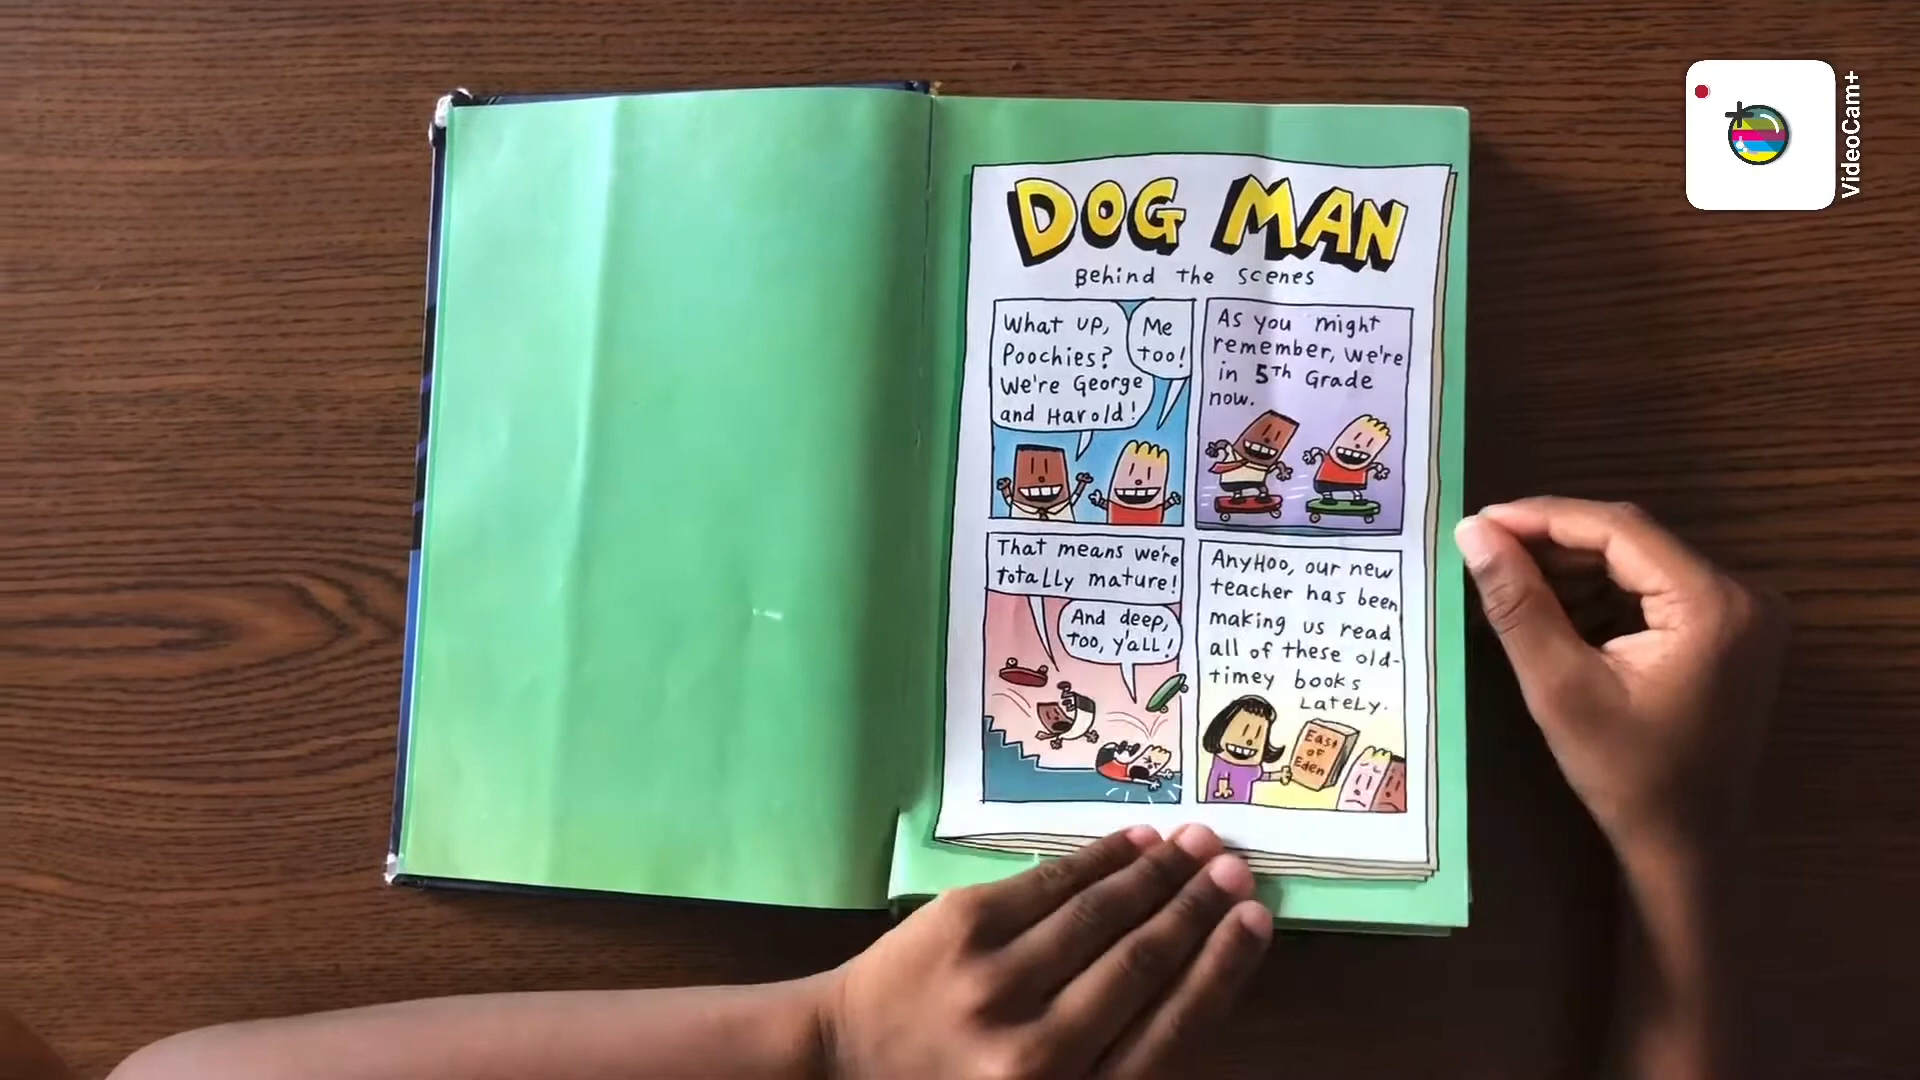 DOG MAN
Behind the Scenes
What up,
Poochies?
We're George
and Harold!
Me
too!
As you might
remember, we're
in 5th Grade
now.
That means we're
totally mature!
And deep,
too, y'all!
AnyHoo, our new
teacher has been
making us read
all of these old-
timey books
Lately.
East
of
Eden
VideoCam+